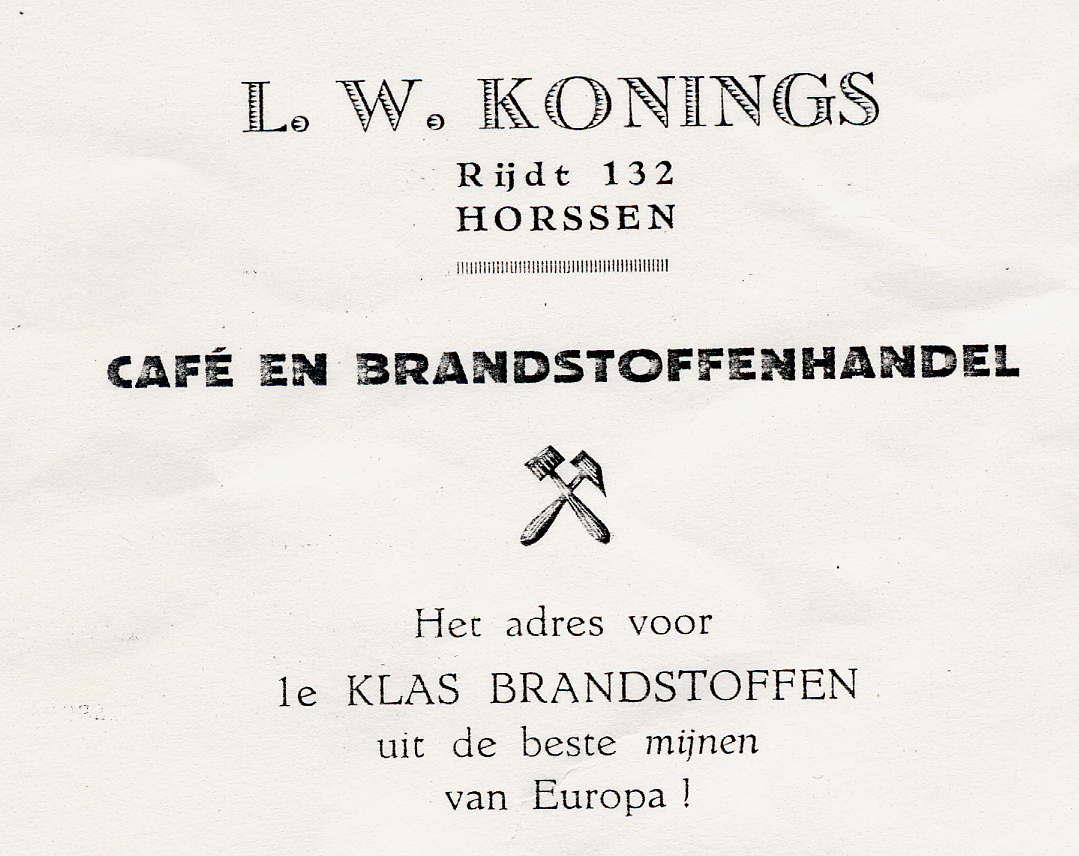 L. W. KONINGS
Rijdt 132
HORSSEN
CAFÉ EN BRANDSTOFFENHANDEL
Het adres voor
1e KLAS BRANDSTOFFEN
uit de beste mijnen
van Europa !